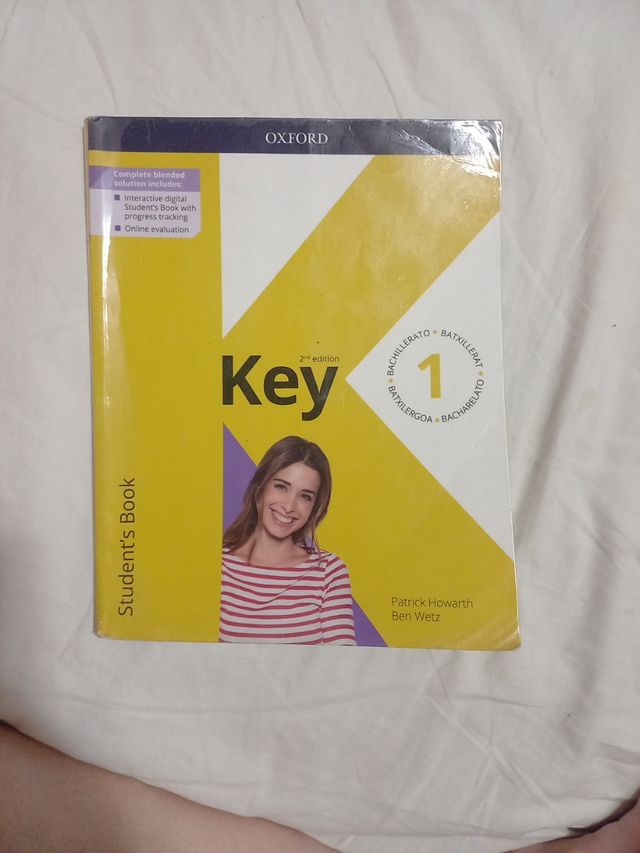 OXFORD
Complete blended
solution includes:
Interactive digital
Student's Book with
progress tracking
Online evaluation
2nd edition
Key
BACHILLERATO • BATXILLERAT • BACHARELATO • BATXILERGOA •
1
Student's Book
Patrick Howarth
Ben Wetz